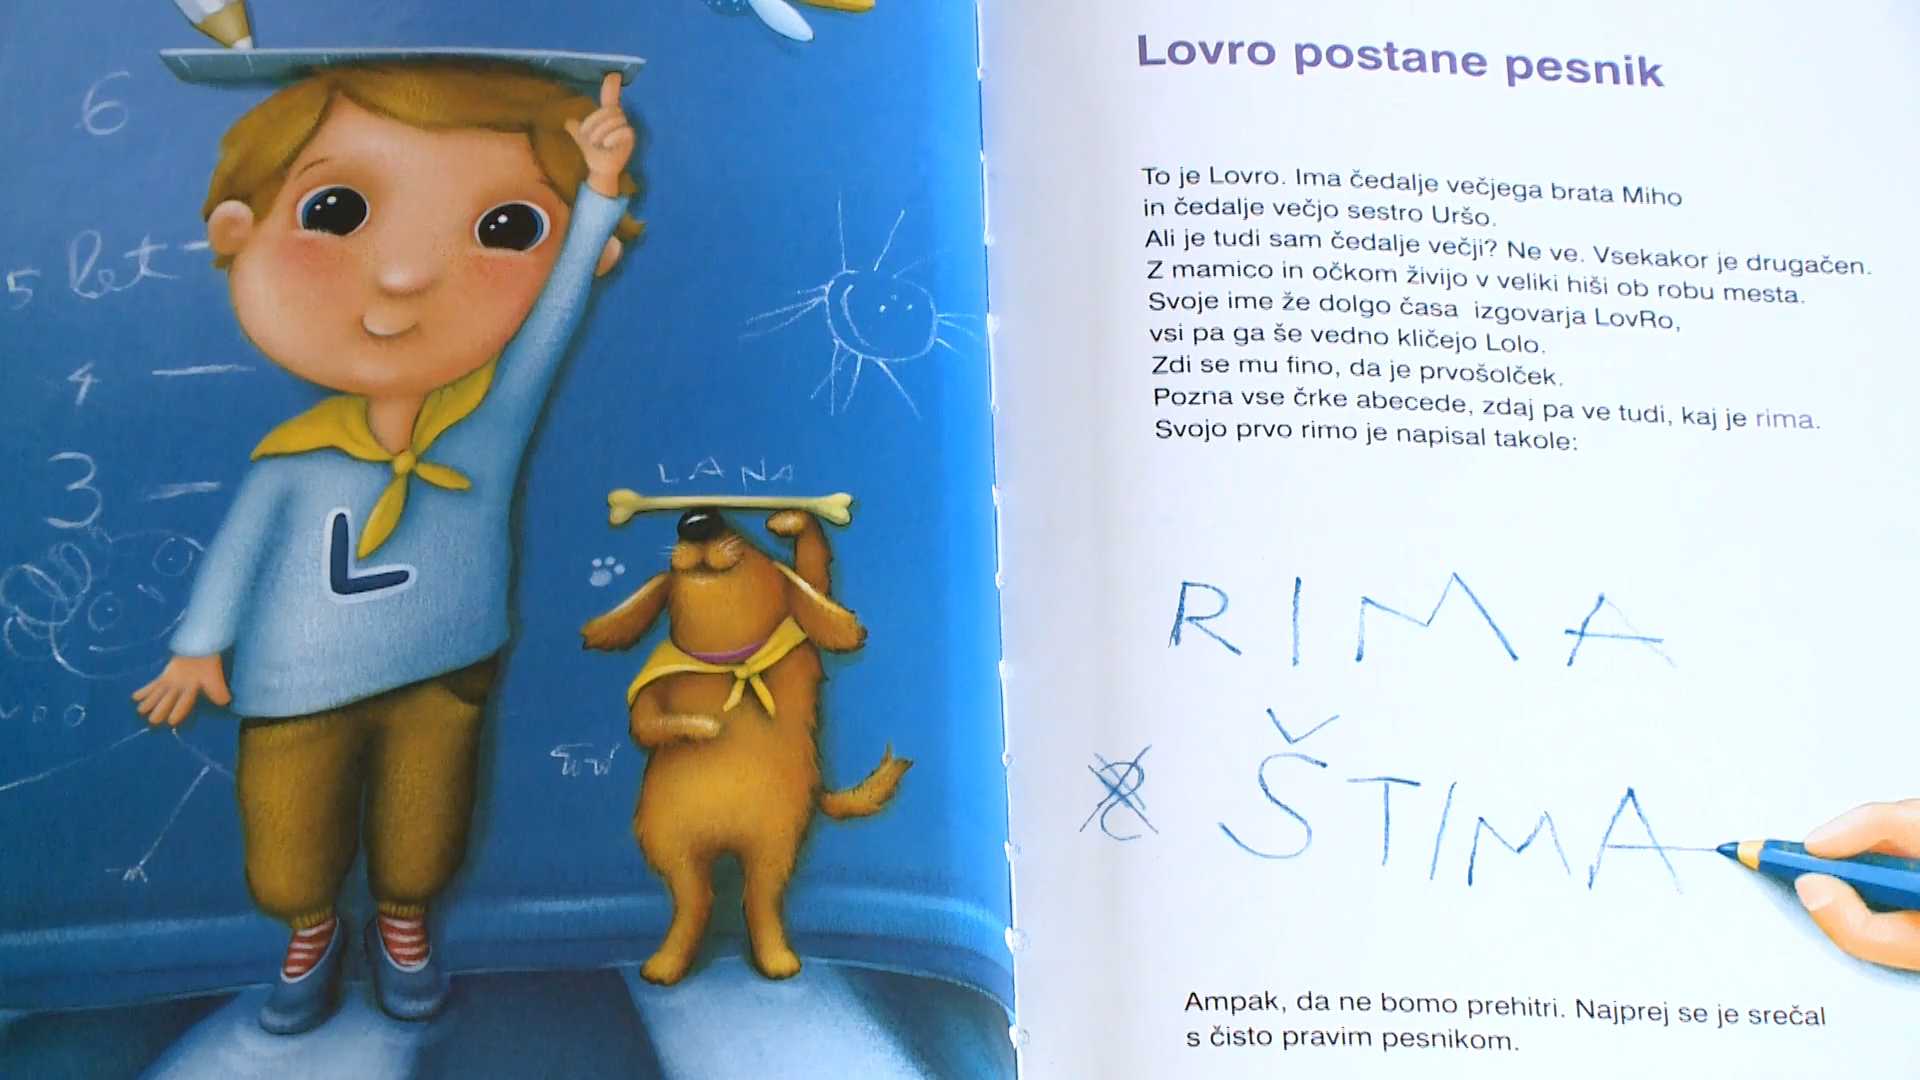 6
5 let
4
3
L
LANA
Lovro postane pesnik
To je Lovro. Ima čedalje večjega brata Miho
in čedalje večjo sestro Uršo.
Ali je tudi sam čedalje večji? Ne ve. Vsekakor je drugačen.
Z mamico in očkom živijo v veliki hiši ob robu mesta.
Svoje ime že dolgo časa izgovarja LovRo,
vsi pa ga še vedno kličejo Lolo.
Zdi se mu fino, da je prvošolček.
Pozna vse črke abecede, zdaj pa ve tudi, kaj je rima.
Svojo prvo rimo je napisal takole:
RIMA
ŠTIMA
Ampak, da ne bomo prehitri. Najprej se je srečal
s čisto pravim pesnikom.